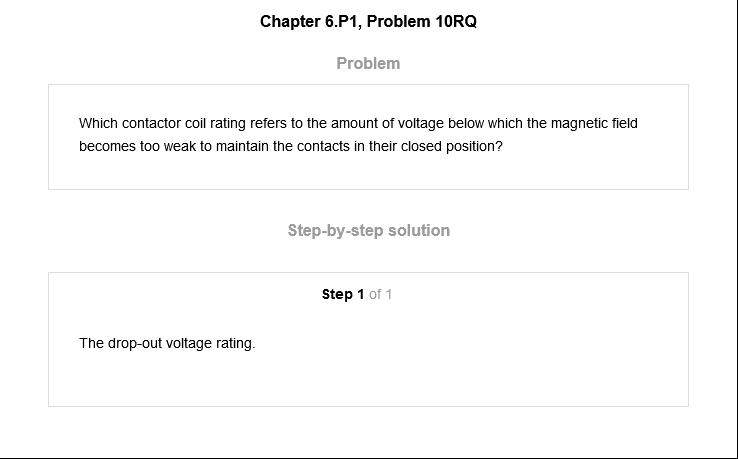 Chapter 6.P1, Problem 10RQ
Problem
Which contactor coil rating refers to the amount of voltage below which the magnetic field
becomes too weak to maintain the contacts in their closed position?
Step-by-step solution
Step 1 of 1
The drop-out voltage rating.